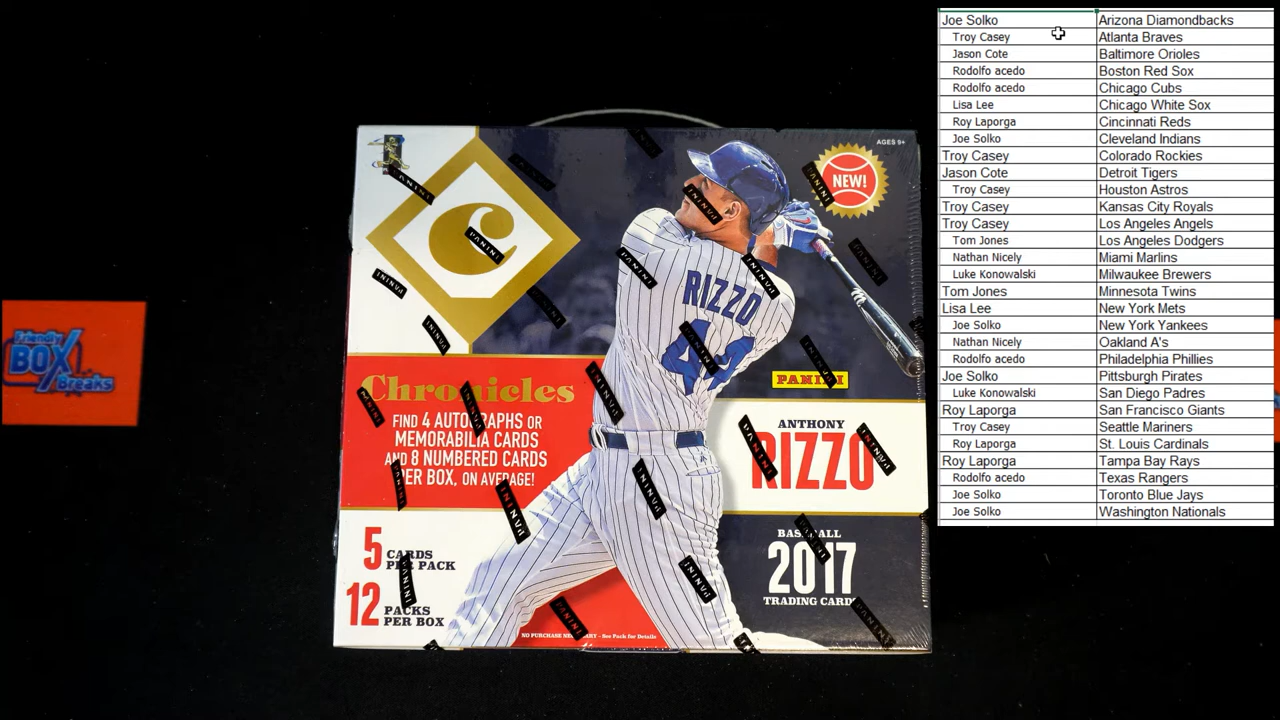 Friendly
BOX
Breaks
AGES 9+
NEW!
C
RIZZO
44
PANINI
Chronicles
FIND 4 AUTOGRAPHS OR
MEMORABILIA CARDS
AND 8 NUMBERED CARDS
PER BOX, ON AVERAGE!
ANTHONY
RIZZO
5 CARDS
PER PACK
12 PACKS
PER BOX
BASEBALL
2017
TRADING CARDS
NO PURCHASE NECESSARY - See Pack for Details
Joe Solko Arizona Diamondbacks
Troy Casey Atlanta Braves
Jason Cote Baltimore Orioles
Rodolfo acedo Boston Red Sox
Rodolfo acedo Chicago Cubs
Lisa Lee Chicago White Sox
Roy Laporga Cincinnati Reds
Joe Solko Cleveland Indians
Troy Casey Colorado Rockies
Jason Cote Detroit Tigers
Troy Casey Houston Astros
Troy Casey Kansas City Royals
Troy Casey Los Angeles Angels
Tom Jones Los Angeles Dodgers
Nathan Nicely Miami Marlins
Luke Konowalski Milwaukee Brewers
Tom Jones Minnesota Twins
Lisa Lee New York Mets
Joe Solko New York Yankees
Nathan Nicely Oakland A's
Rodolfo acedo Philadelphia Phillies
Joe Solko Pittsburgh Pirates
Luke Konowalski San Diego Padres
Roy Laporga San Francisco Giants
Troy Casey Seattle Mariners
Roy Laporga St. Louis Cardinals
Roy Laporga Tampa Bay Rays
Rodolfo acedo Texas Rangers
Joe Solko Toronto Blue Jays
Joe Solko Washington Nationals